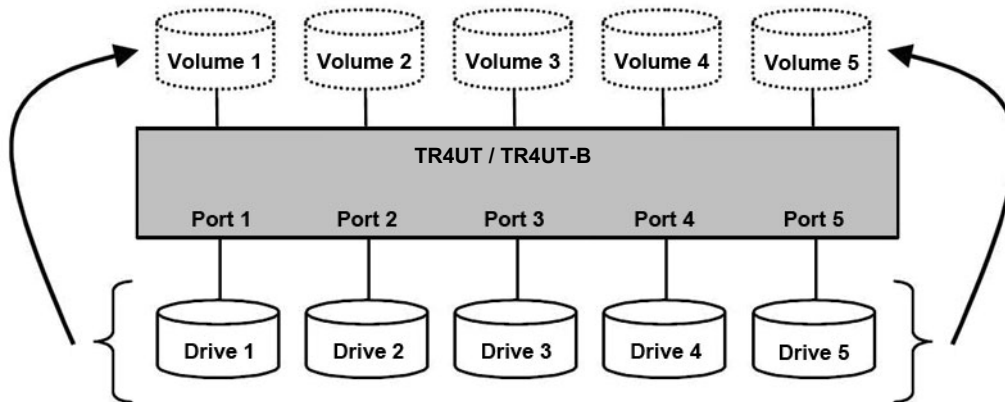 Volume 1 Volume 2 Volume 3 Volume 4 Volume 5
TR4UT / TR4UT-B
Port 1 Port 2 Port 3 Port 4 Port 5
Drive 1 Drive 2 Drive 3 Drive 4 Drive 5